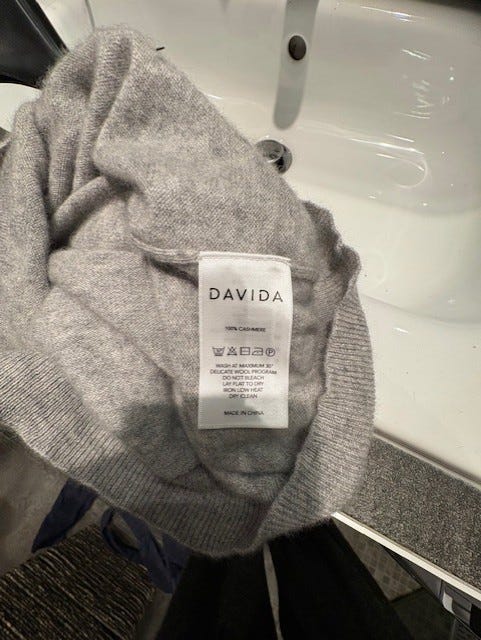 DAVIDA
100% CASHMERE
WASH AT MAXIMUM 30°
DELICATE WOOL PROGRAM
DO NOT BLEACH
LAY FLAT TO DRY
IRON LOW HEAT
DRY CLEAN
MADE IN CHINA